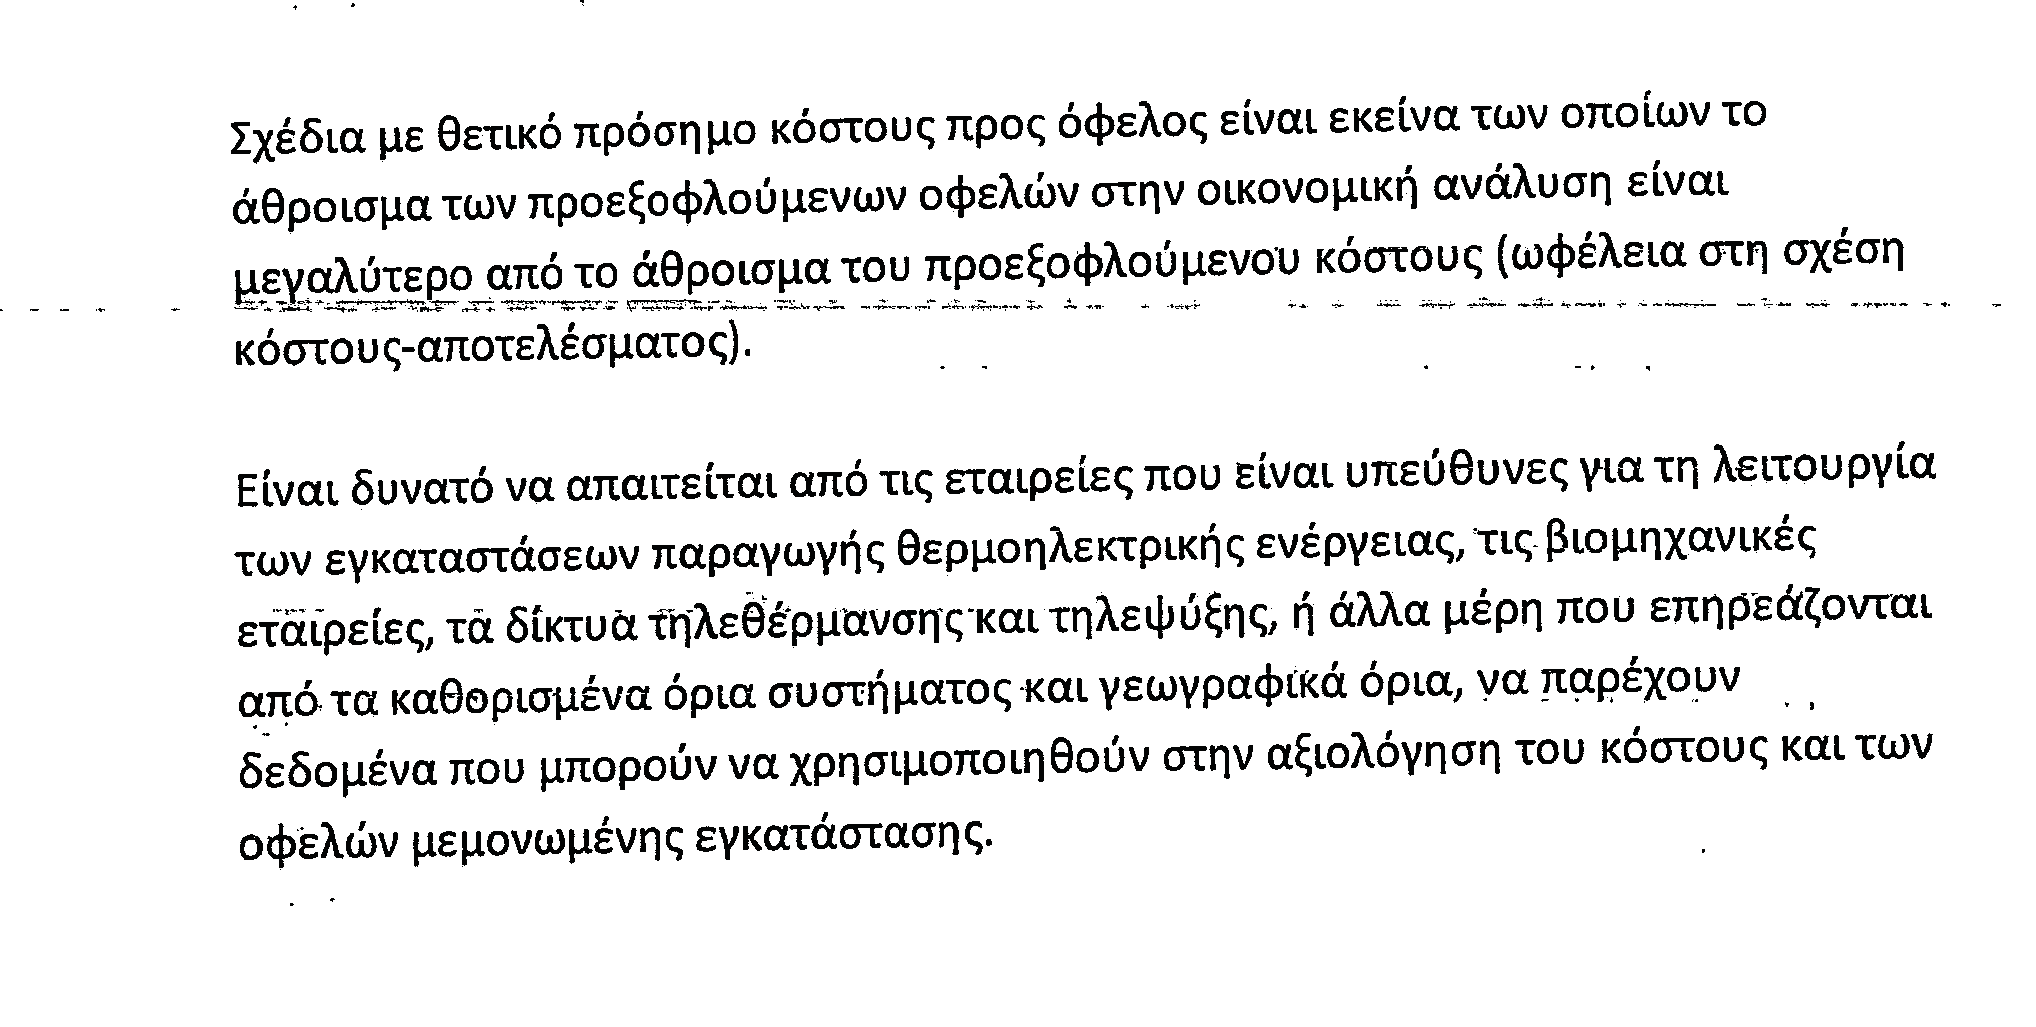 Σχέδια με θετικό πρόσημο κόστους προς όφελος είναι εκείνα των οποίων το
άθροισμα των προεξοφλούμενων οφελών στην οικονομική ανάλυση είναι
μεγαλύτερο από το άθροισμα του προεξοφλούμενου κόστους (ωφέλεια στη σχέση
κόστους-αποτελέσματος).
Είναι δυνατό να απαιτείται από τις εταιρείες που είναι υπεύθυνες για τη λειτουργία
των εγκαταστάσεων παραγωγής θερμοηλεκτρικής ενέργειας, τις βιομηχανικές
εταιρείες, τα δίκτυα τηλεθέρμανσης και τηλεψύξης, ή άλλα μέρη που επηρεάζονται
από τα καθορισμένα όρια συστήματος και γεωγραφικά όρια, να παρέχουν
δεδομένα που μπορούν να χρησιμοποιηθούν στην αξιολόγηση του κόστους και των
οφελών μεμονωμένης εγκατάστασης.